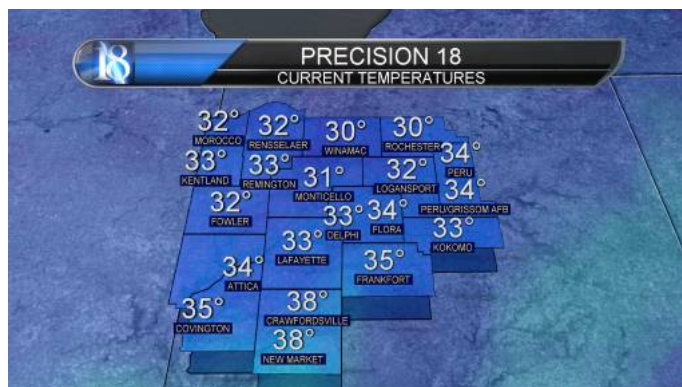 18
PRECISION 18
CURRENT TEMPERATURES
32°
MOROCCO
32°
RENSSELAER
30°
WINAMAC
30°
ROCHESTER
33°
KENTLAND
33°
REMINGTON
31°
MONTICELLO
32°
LOGANSPORT
34°
PERU
34°
PERU/GRISSOM AFB
32°
FOWLER
33°
DELPHI
34°
FLORA
33°
KOKOMO
33°
LAFAYETTE
34°
ATTICA
35°
FRANKFORT
35°
COVINGTON
38°
CRAWFORDSVILLE
38°
NEW MARKET